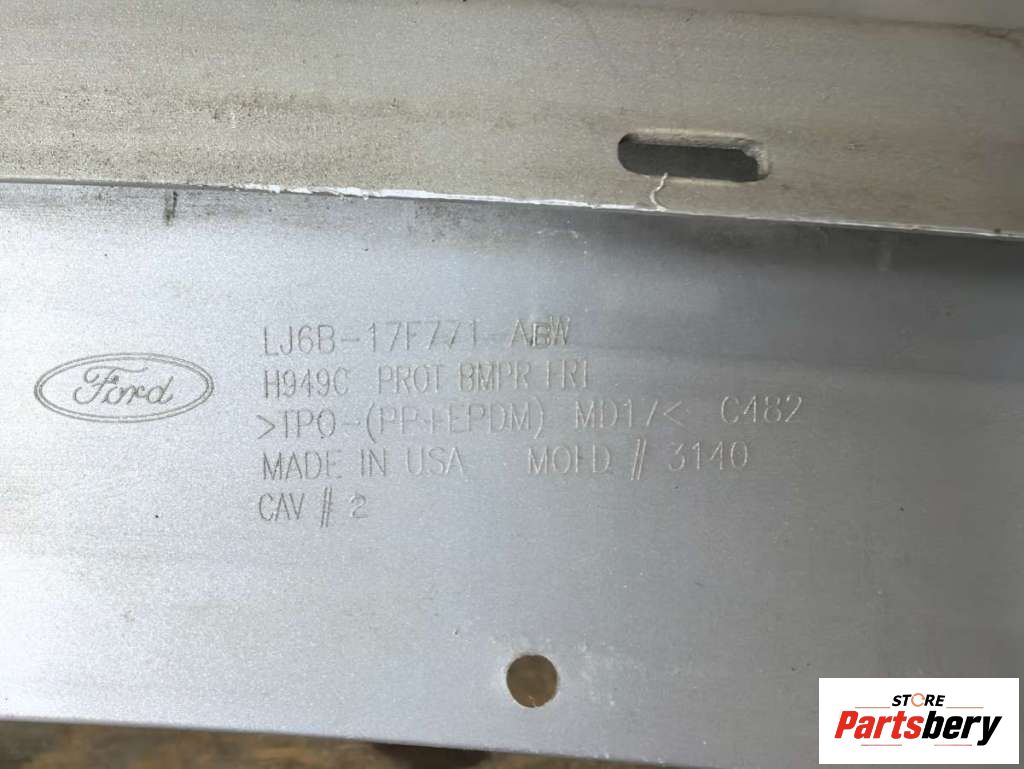 Ford
LJ6B-17F771-ABW
H949C PROT BMPR FRT
>TPO-(PP+EPDM) MD17< C482
MADE IN USA MOLD # 3140
CAV # 2
STORE
Partsbery